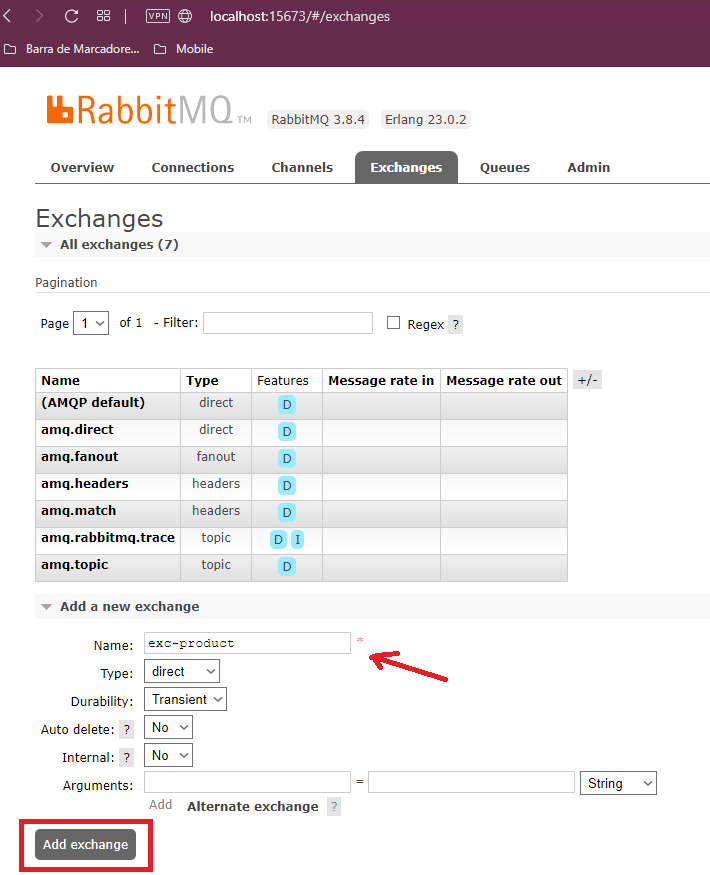 VPN localhost:15673/#/exchanges
Barra de Marcadore... Mobile
RabbitMQ TM RabbitMQ 3.8.4 Erlang 23.0.2
Overview Connections Channels Exchanges Queues Admin
Exchanges
All exchanges (7)
Pagination
Page 1 of 1 - Filter: Regex ?
Name Type Features Message rate in Message rate out +/-
(AMQP default) direct D
amq.direct direct D
amq.fanout fanout D
amq.headers headers D
amq.match headers D
amq.rabbitmq.trace topic D I
amq.topic topic D
Add a new exchange
Name: exc-product *
Type: direct
Durability: Transient
Auto delete: ? No
Internal: ? No
Arguments: = String
Add Alternate exchange ?
Add exchange